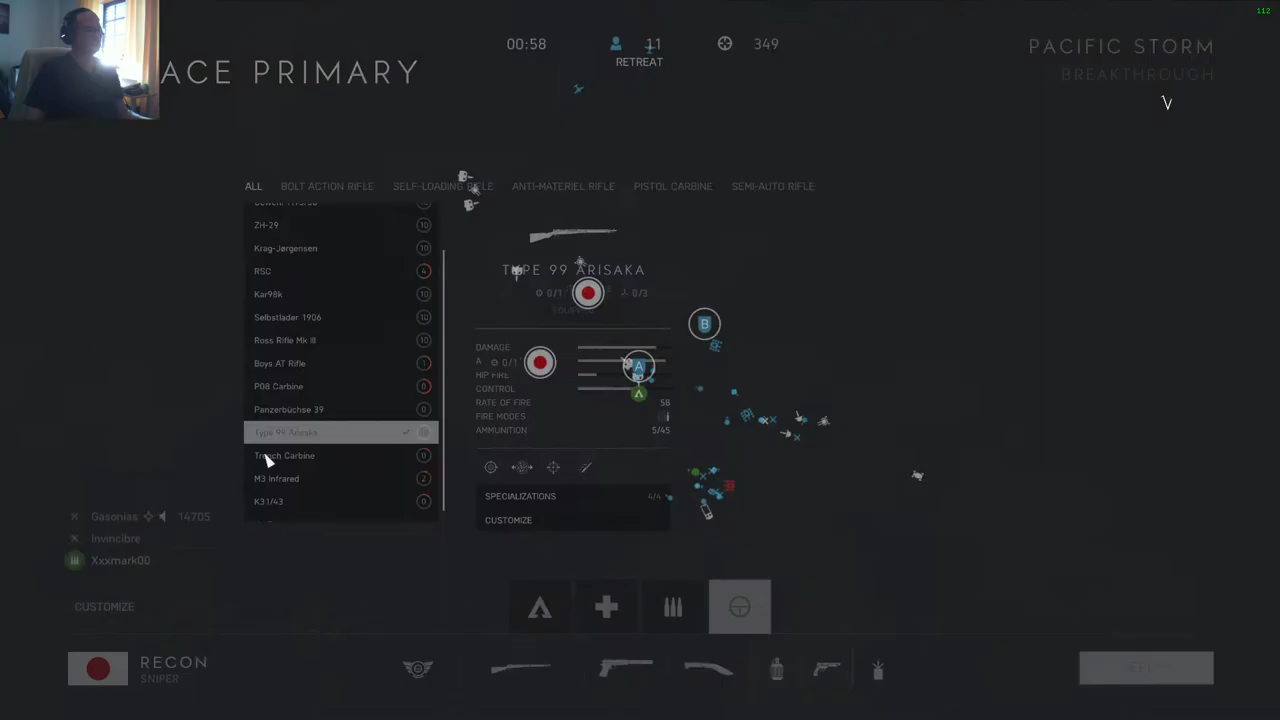 112
00:58 11 349
RETREAT
PACIFIC STORM
BREAKTHROUGH
ACE PRIMARY
ALL BOLT ACTION RIFLE SELF-LOADING RIFLE ANTI-MATERIEL RIFLE PISTOL CARBINE SEMI-AUTO RIFLE
ZH-29 10
Krag-Jørgensen 10
RSC 4
Kar98k 10
Selbstlader 1906 10
Ross Rifle Mk III 10
Boys AT Rifle 1
P08 Carbine 0
Panzerbüchse 39 0
Type 99 Arisaka
Trench Carbine 0
M3 Infrared 2
K31/43 0
TYPE 99 ARISAKA
0/1 0/3
B
DAMAGE
A 0/1 A
HIP FIRE
CONTROL
RATE OF FIRE 58
FIRE MODES
AMMUNITION 5/45
SPECIALIZATIONS 4/4
CUSTOMIZE
Gasonias 14705
Invincibre
Xxxmark00
CUSTOMIZE
RECON
SNIPER